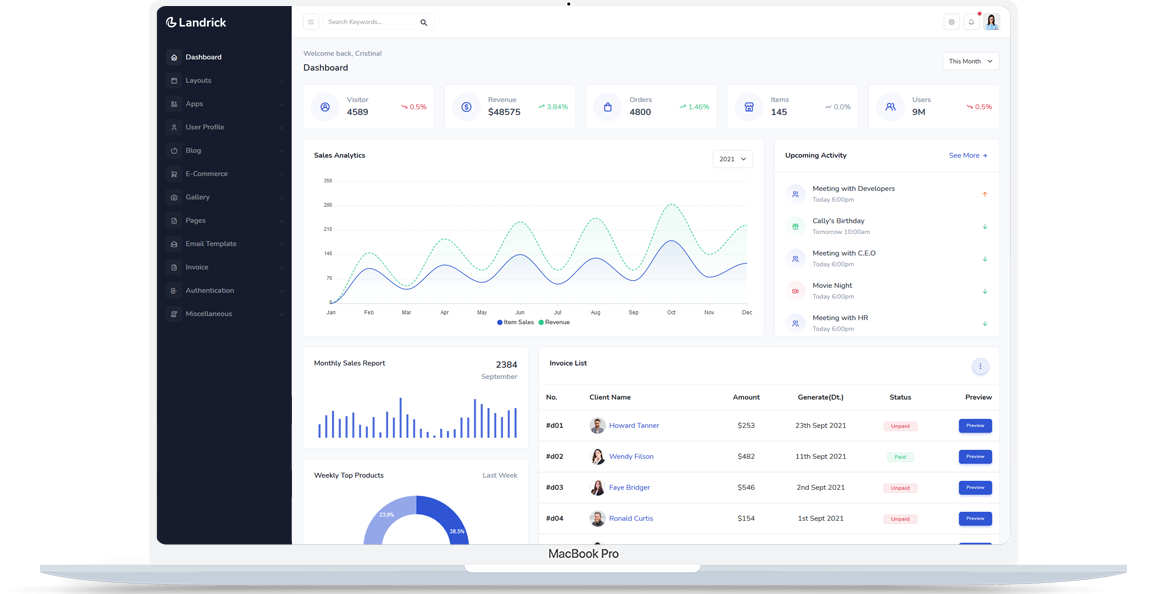 Landrick
Search Keywords...
Dashboard
Layouts
Apps
User Profile
Blog
E-Commerce
Gallery
Pages
Email Template
Invoice
Authentication
Miscellaneous
Welcome back, Cristina!
Dashboard
This Month
Visitor
4589
0.5%
Revenue
$48575
3.84%
Orders
4800
1.46%
Items
145
0.0%
Users
9M
0.5%
Sales Analytics
2021
350
280
210
140
70
0
Jan Feb Mar Apr May Jun Jul Aug Sep Oct Nov Dec
Item Sales Revenue
Upcoming Activity
See More
Meeting with Developers
Today 6:00pm
Cally's Birthday
Tomorrow 10:00am
Meeting with C.E.O
Today 6:00pm
Movie Night
Today 6:00pm
Meeting with HR
Today 6:00pm
Monthly Sales Report
2384
September
Weekly Top Products
Last Week
23.9%
38.5%
Invoice List
No. Client Name Amount Generate(Dt.) Status Preview
#d01 Howard Tanner $253 23th Sept 2021 Unpaid Preview
#d02 Wendy Filson $482 11th Sept 2021 Paid Preview
#d03 Faye Bridger $546 2nd Sept 2021 Unpaid Preview
#d04 Ronald Curtis $154 1st Sept 2021 Unpaid Preview
MacBook Pro